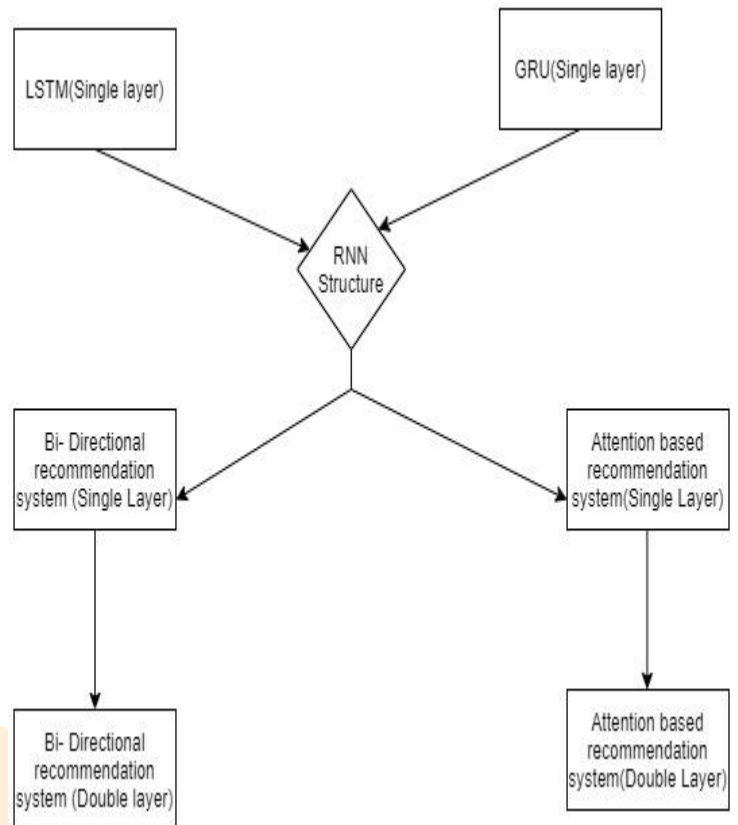 LSTM(Single layer)
GRU(Single layer)
RNN
Structure
Bi- Directional
recommendation
system (Single Layer)
Attention based
recommendation
system(Single Layer)
Bi- Directional
recommendation
system (Double layer)
Attention based
recommendation
system(Double Layer)